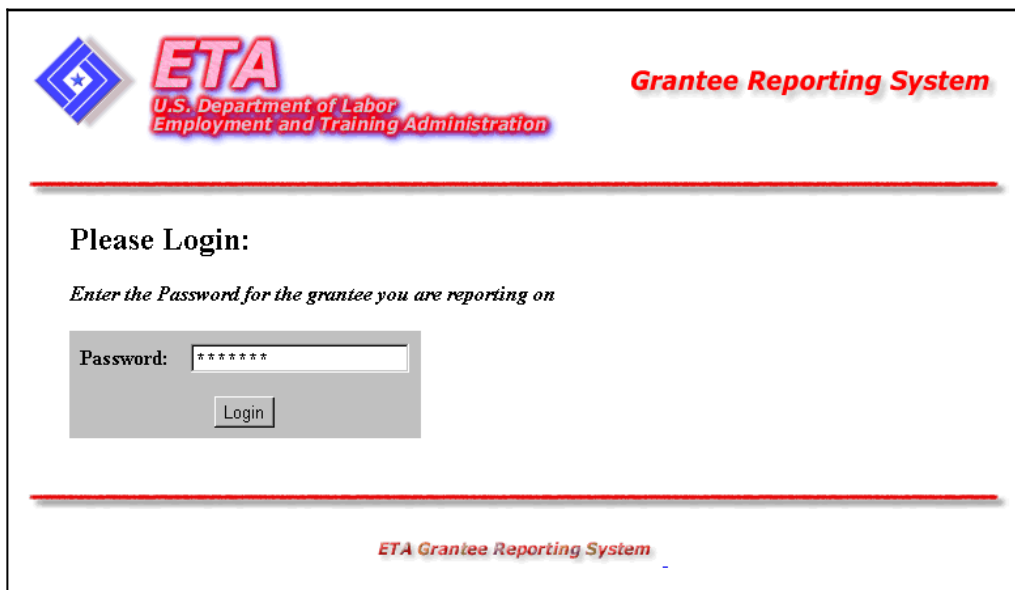 ETA
U.S. Department of Labor
Employment and Training Administration
Grantee Reporting System
Please Login:
Enter the Password for the grantee you are reporting on
Password: *******
Login
ETA Grantee Reporting System